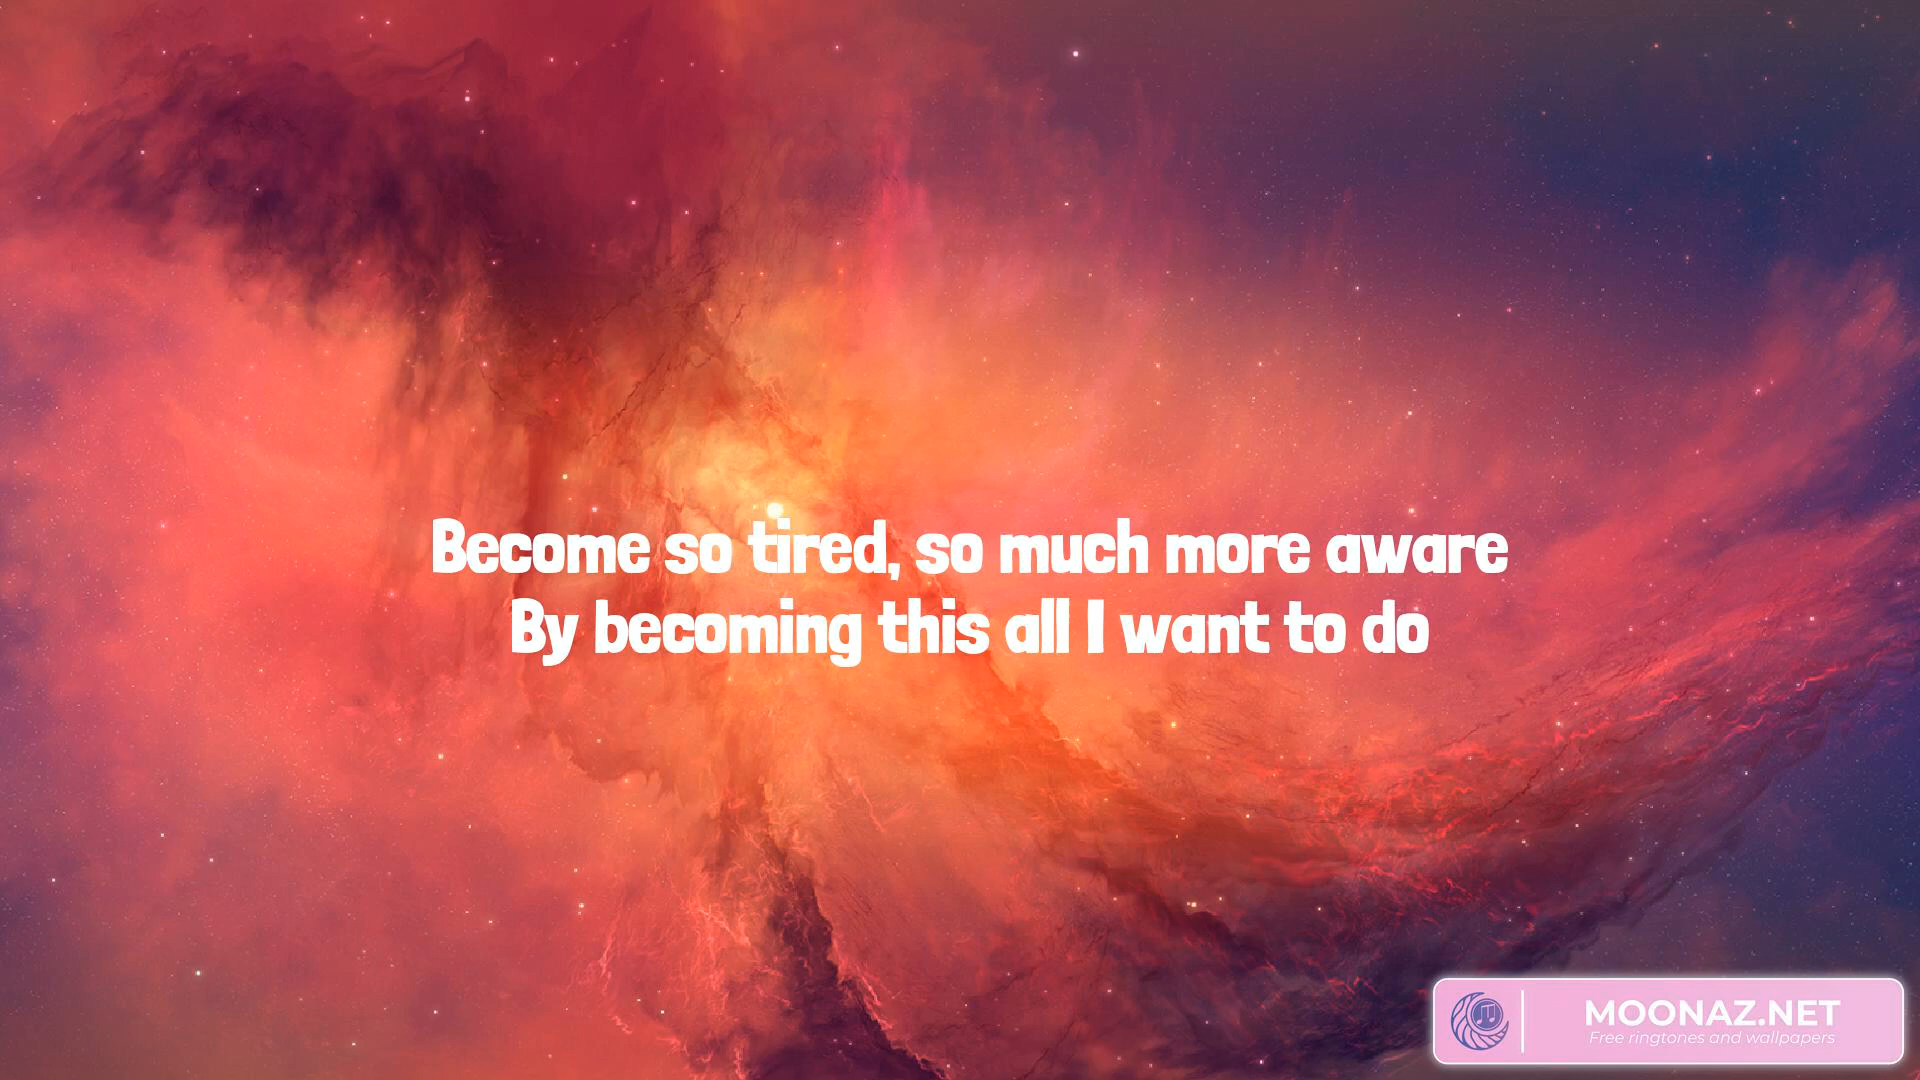 Become so tired, so much more aware
By becoming this all I want to do
MOONAZ.NET
Free ringtones and wallpapers